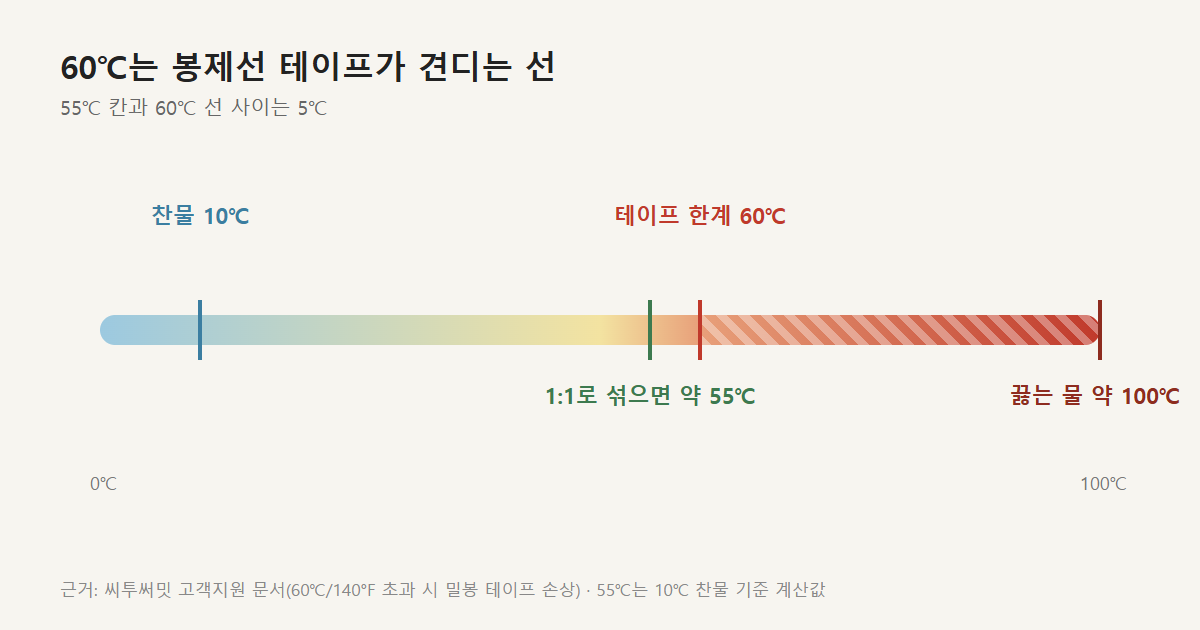 60℃는 봉제선 테이프가 견디는 선
55℃ 칸과 60℃ 선 사이는 5℃
찬물 10℃
테이프 한계 60℃
1:1로 섞으면 약 55℃
끓는 물 약 100℃
0℃
100℃
근거: 씨투써밋 고객지원 문서(60℃/140°F 초과 시 밀봉 테이프 손상) · 55℃는 10℃ 찬물 기준 계산값